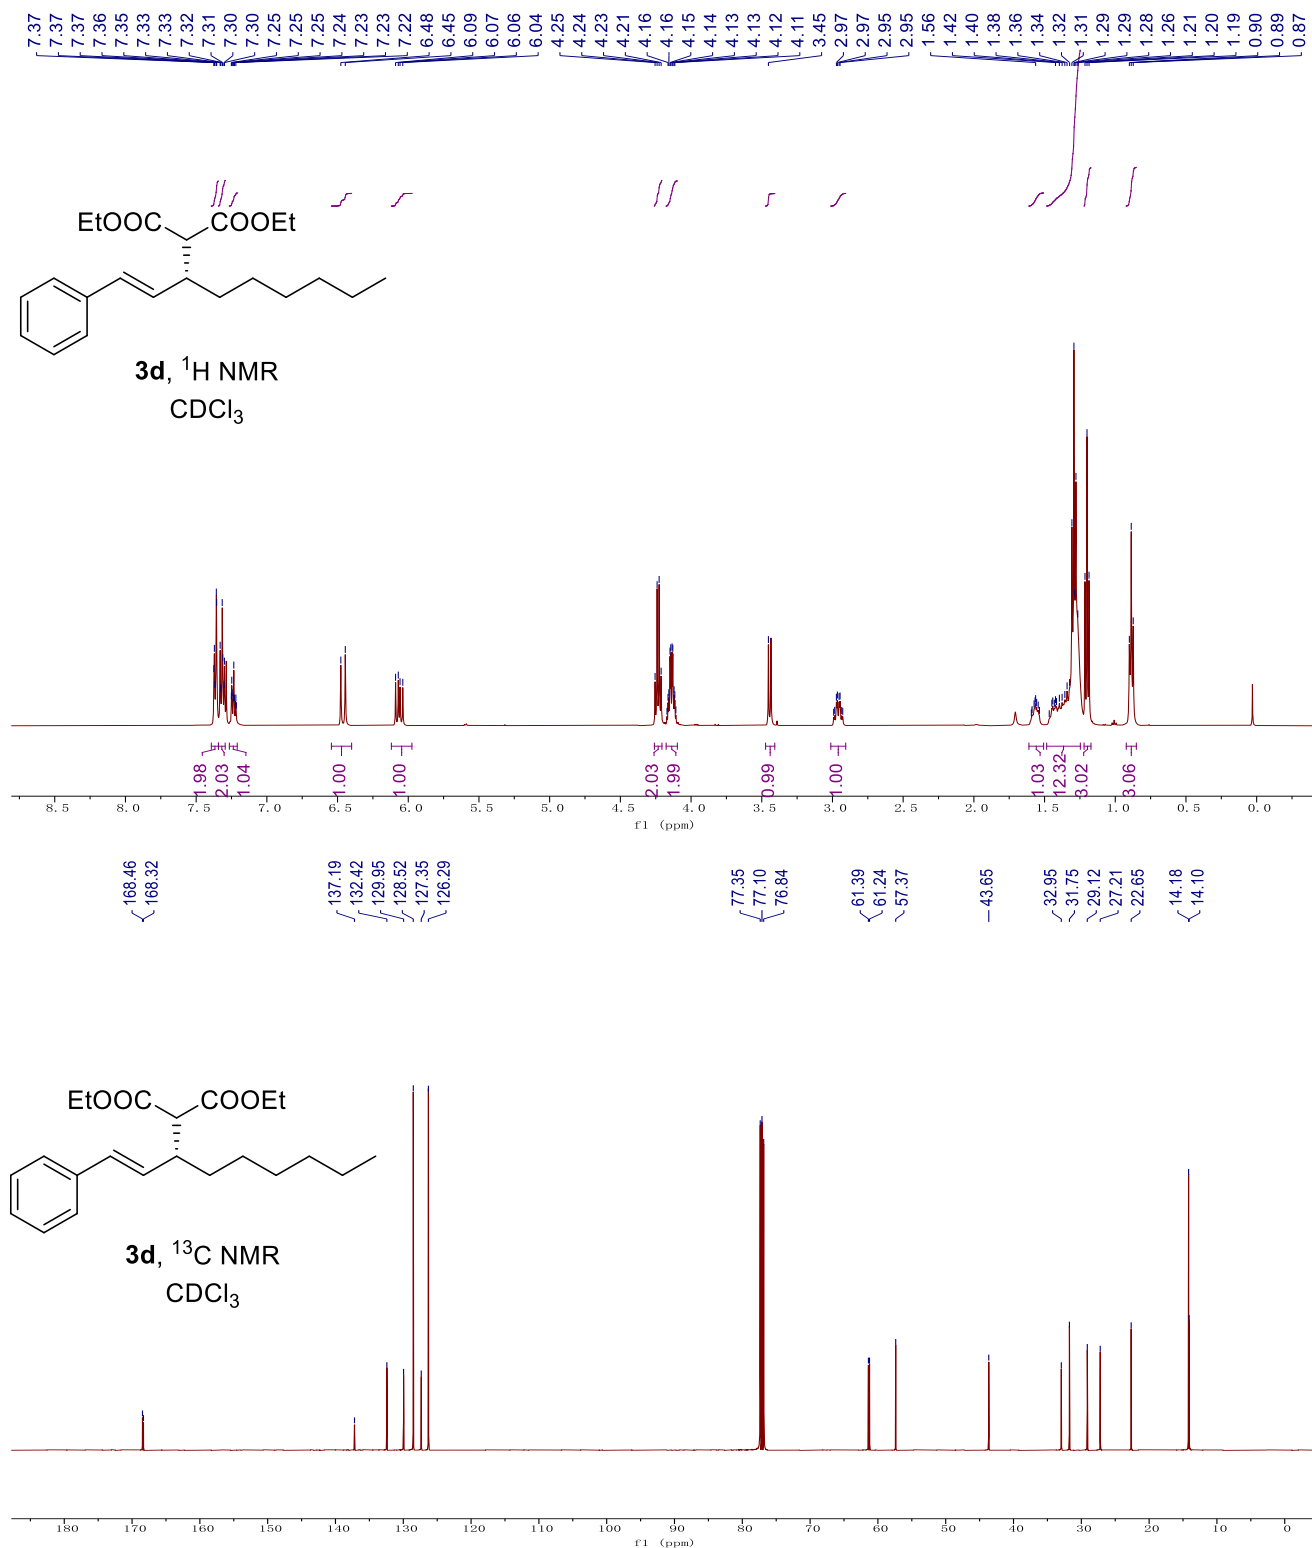 7.37 7.37 7.37 7.36 7.35 7.33 7.33 7.32 7.31 7.30 7.30 7.25 7.25 7.25 7.24 7.23 7.23 7.22 6.48 6.45 6.09 6.07 6.06 6.04 4.25 4.24 4.23 4.21 4.16 4.16 4.15 4.14 4.13 4.13 4.12 4.11 3.45 2.97 2.97 2.95 2.95 1.56 1.42 1.40 1.38 1.36 1.34 1.32 1.31 1.29 1.29 1.28 1.26 1.21 1.20 1.19 0.90 0.89 0.87
EtOOC COOEt
3d, ¹H NMR
CDCl₃
1.98 2.03 1.04 1.00 1.00 2.03 1.99 0.99 1.00 1.03 12.32 3.02 3.06
8.5 8.0 7.5 7.0 6.5 6.0 5.5 5.0 4.5 4.0 3.5 3.0 2.5 2.0 1.5 1.0 0.5 0.0
f1 (ppm)
168.46 168.32 137.19 132.42 129.95 128.52 127.35 126.29 77.35 77.10 76.84 61.39 61.24 57.37 43.65 32.95 31.75 29.12 27.21 22.65 14.18 14.10
EtOOC COOEt
3d, ¹³C NMR
CDCl₃
180 170 160 150 140 130 120 110 100 90 80 70 60 50 40 30 20 10 0
f1 (ppm)